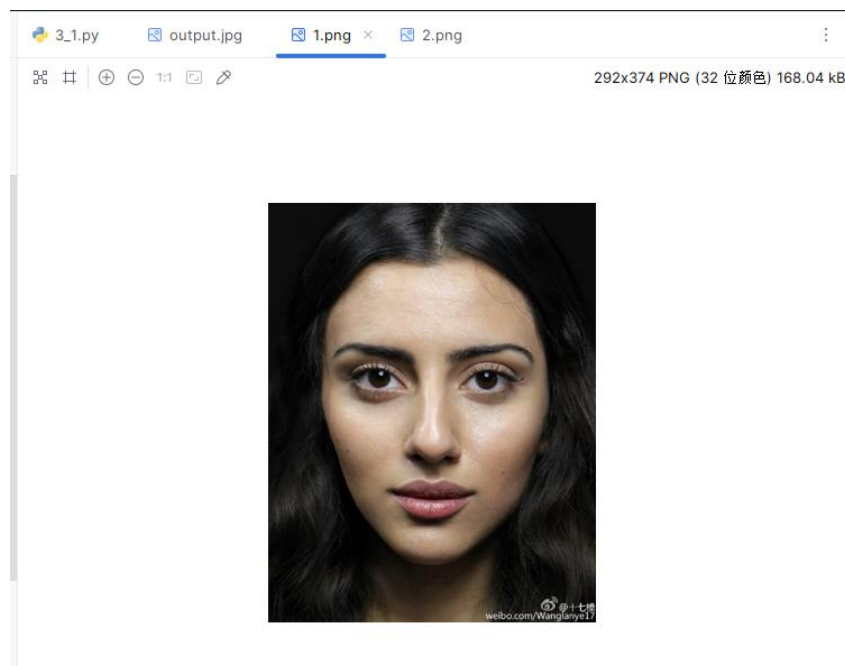 3_1.py output.jpg 1.png × 2.png
1:1 292x374 PNG (32 位颜色) 168.04 kB
@十七楼
weibo.com/Wanglianye17